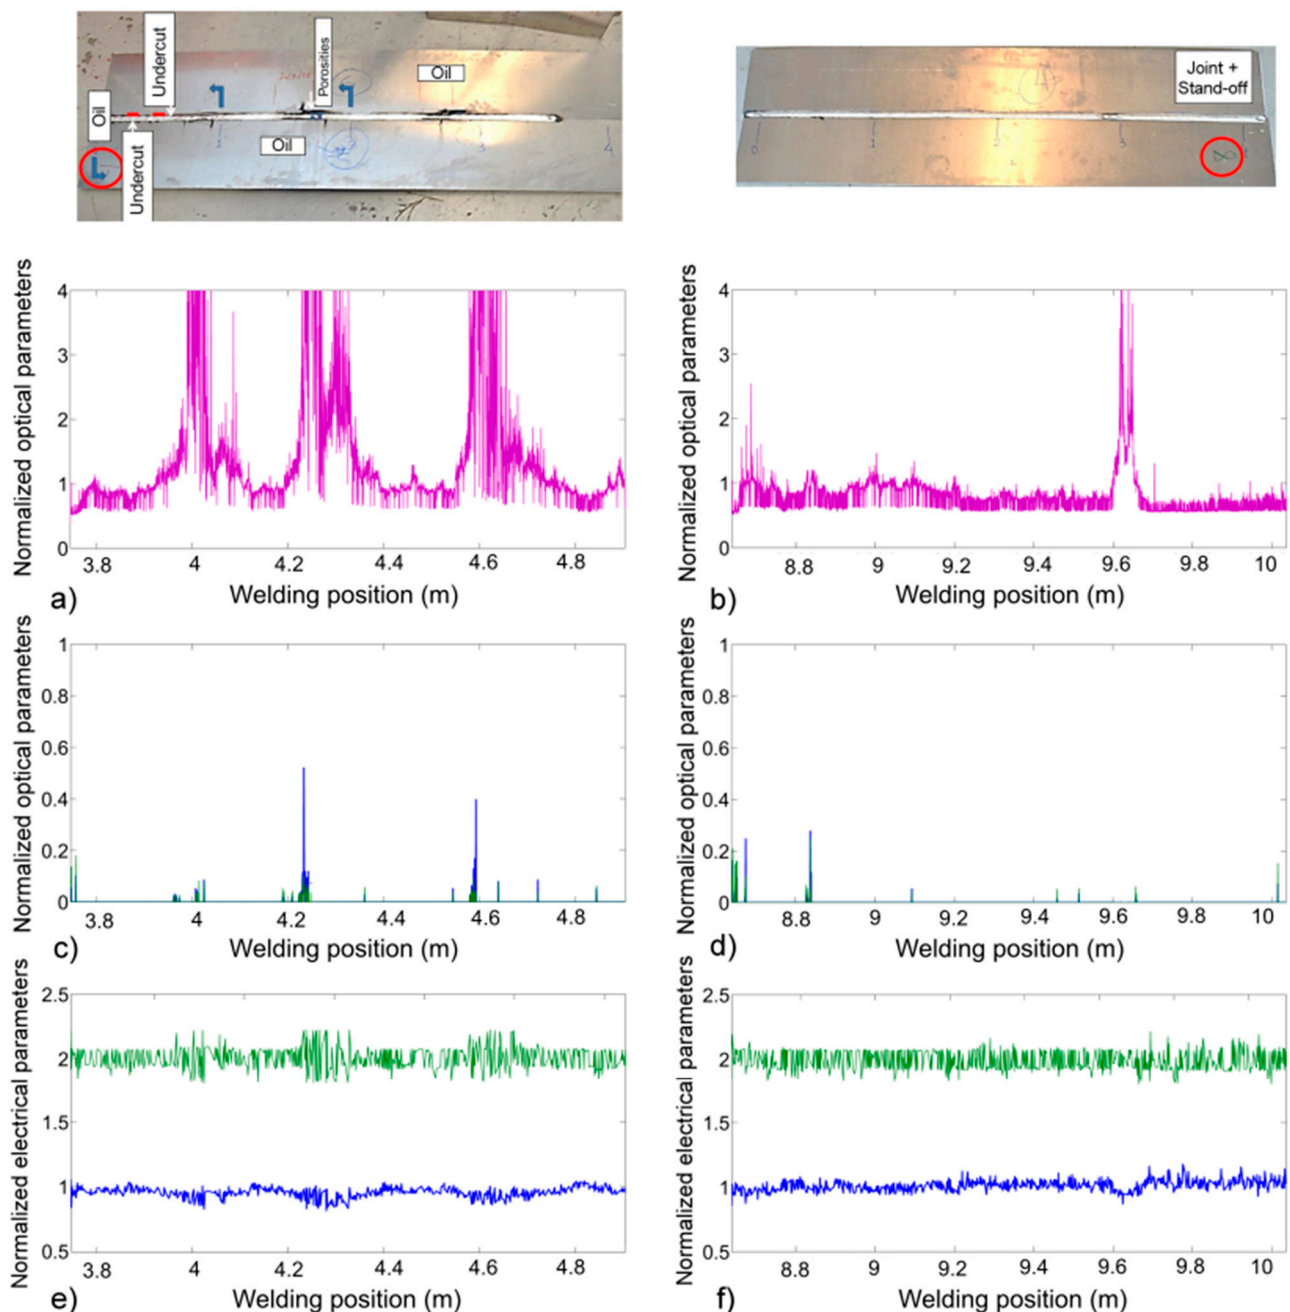 Oil
Undercut
Undercut
Porosities
Oil
Oil
1
3
Joint +
Stand-off
0
1
2
3
Normalized optical parameters
4
3
2
1
0
3.8 4 4.2 4.4 4.6 4.8
a) Welding position (m)
Normalized optical parameters
4
3
2
1
0
8.8 9 9.2 9.4 9.6 9.8 10
b) Welding position (m)
Normalized optical parameters
1
0.8
0.6
0.4
0.2
0
3.8 4 4.2 4.4 4.6 4.8
c) Welding position (m)
Normalized optical parameters
1
0.8
0.6
0.4
0.2
0
8.8 9 9.2 9.4 9.6 9.8 10
d) Welding position (m)
Normalized electrical parameters
2.5
2
1.5
1
0.5
3.8 4 4.2 4.4 4.6 4.8
e) Welding position (m)
Normalized electrical parameters
2.5
2
1.5
1
0.5
8.8 9 9.2 9.4 9.6 9.8 10
f) Welding position (m)